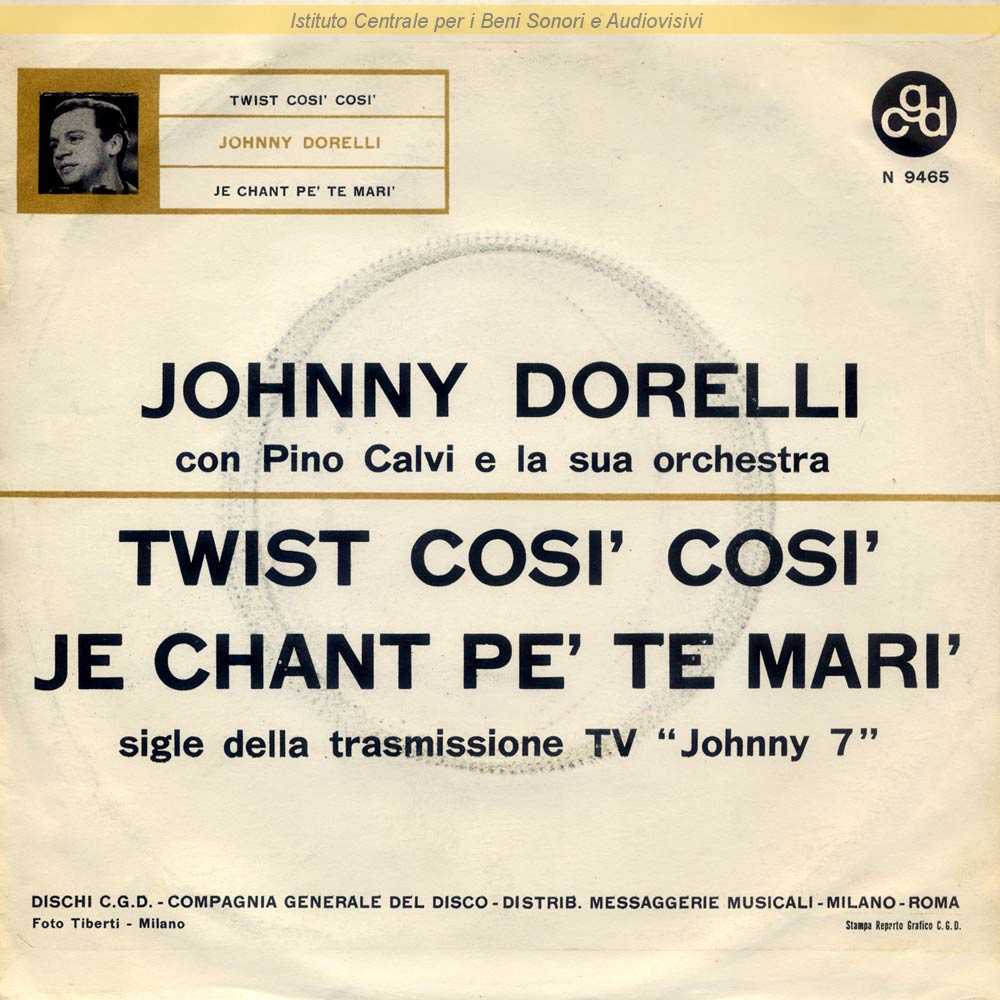 Istituto Centrale per i Beni Sonori e Audiovisivi
TWIST COSI' COSI'
JOHNNY DORELLI
JE CHANT PE' TE MARI'
cgd
N 9465
JOHNNY DORELLI
con Pino Calvi e la sua orchestra
TWIST COSI' COSI'
JE CHANT PE' TE MARI'
sigle della trasmissione TV “Johnny 7”
DISCHI C.G.D. - COMPAGNIA GENERALE DEL DISCO - DISTRIB. MESSAGGERIE MUSICALI - MILANO - ROMA
Foto Tiberti - Milano
Stampa Reparto Grafico C.G.D.